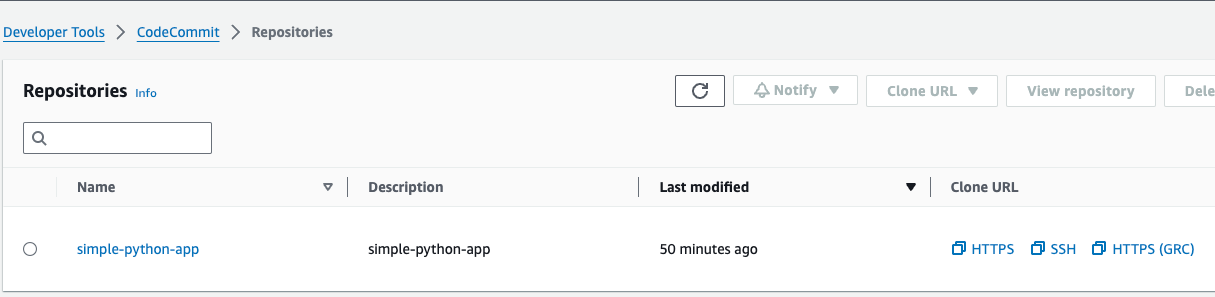 Developer Tools > CodeCommit > Repositories
Repositories Info
Notify Clone URL View repository Dele
Name Description Last modified Clone URL
simple-python-app simple-python-app 50 minutes ago HTTPS SSH HTTPS (GRC)